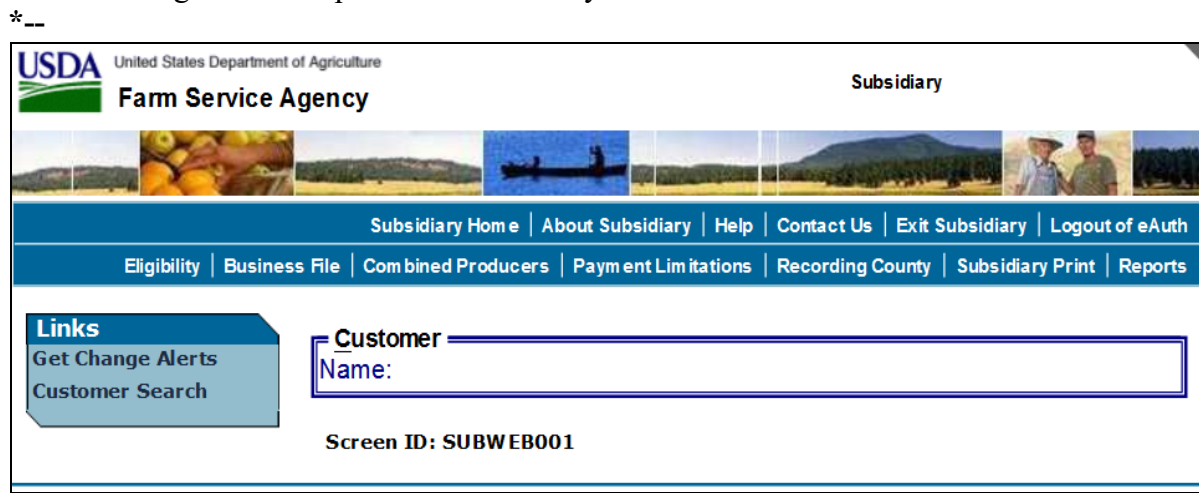 *--
USDA United States Department of Agriculture
Farm Service Agency
Subsidiary
Subsidiary Home | About Subsidiary | Help | Contact Us | Exit Subsidiary | Logout of eAuth
Eligibility | Business File | Combined Producers | Payment Limitations | Recording County | Subsidiary Print | Reports
Links
Get Change Alerts
Customer Search
Customer
Name:
Screen ID: SUBWEB001